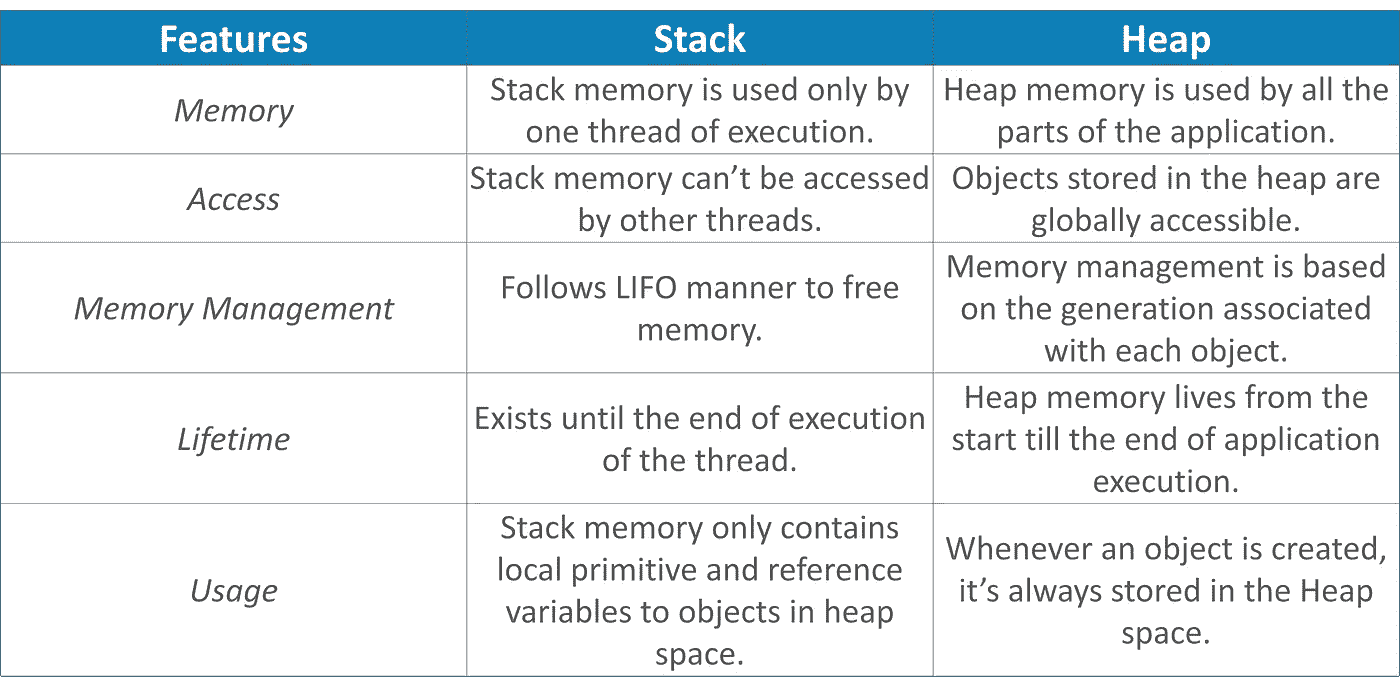 Features
Stack
Heap
Memory
Stack memory is used only by
one thread of execution.
Heap memory is used by all the
parts of the application.
Access
Stack memory can’t be accessed
by other threads.
Objects stored in the heap are
globally accessible.
Memory Management
Follows LIFO manner to free
memory.
Memory management is based
on the generation associated
with each object.
Lifetime
Exists until the end of execution
of the thread.
Heap memory lives from the
start till the end of application
execution.
Usage
Stack memory only contains
local primitive and reference
variables to objects in heap
space.
Whenever an object is created,
it’s always stored in the Heap
space.